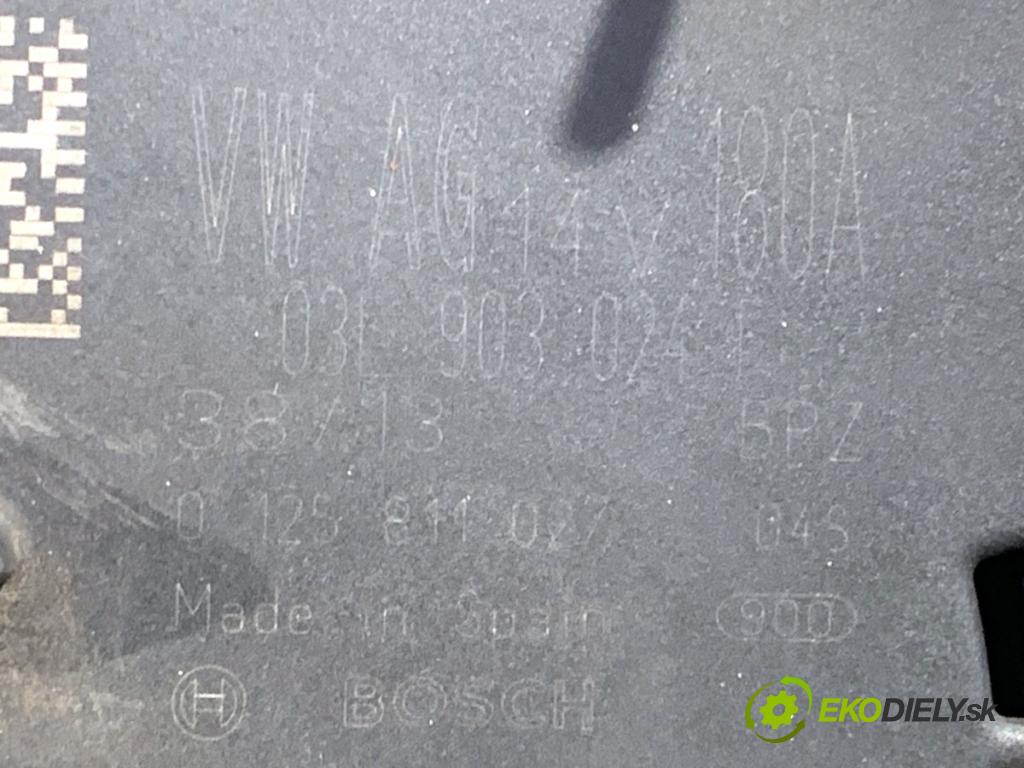 VW AG 14V 180A
03L 903 024 F
38/13 5PZ
0 125 811 027 04S
Made in Spain 900
BOSCH
EKODIELY.sk